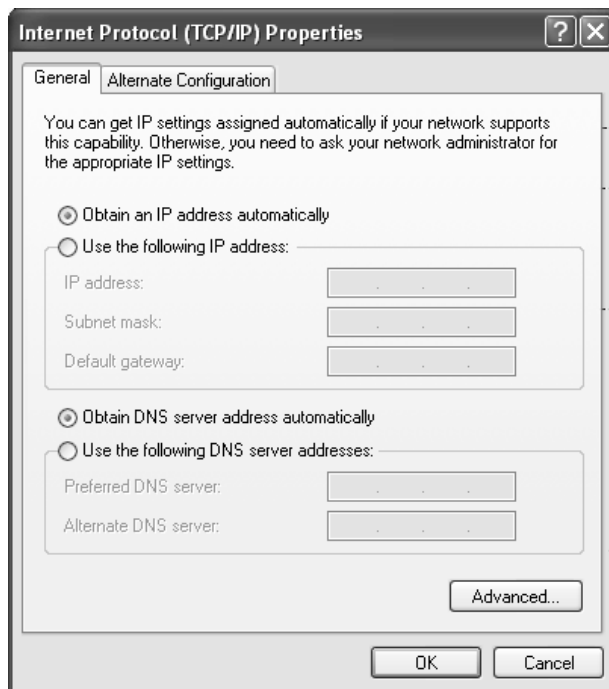 Internet Protocol (TCP/IP) Properties
General
Alternate Configuration
You can get IP settings assigned automatically if your network supports
this capability. Otherwise, you need to ask your network administrator for
the appropriate IP settings.
Obtain an IP address automatically
Use the following IP address:
IP address:
Subnet mask:
Default gateway:
Obtain DNS server address automatically
Use the following DNS server addresses:
Preferred DNS server:
Alternate DNS server:
Advanced...
OK
Cancel